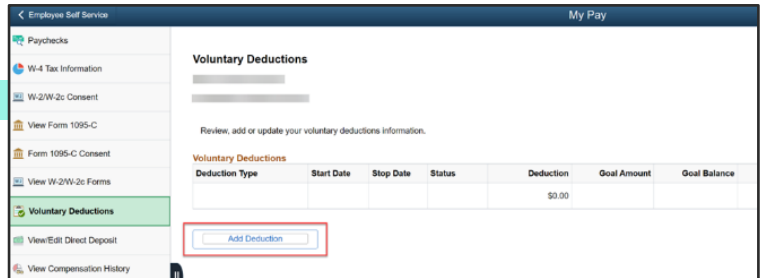 Employee Self Service
My Pay
Paychecks
W-4 Tax Information
W-2/W-2c Consent
View Form 1095-C
Form 1095-C Consent
View W-2/W-2c Forms
Voluntary Deductions
View/Edit Direct Deposit
View Compensation History
Voluntary Deductions
Review, add or update your voluntary deductions information.
Voluntary Deductions
Deduction Type Start Date Stop Date Status Deduction Goal Amount Goal Balance
$0.00
Add Deduction